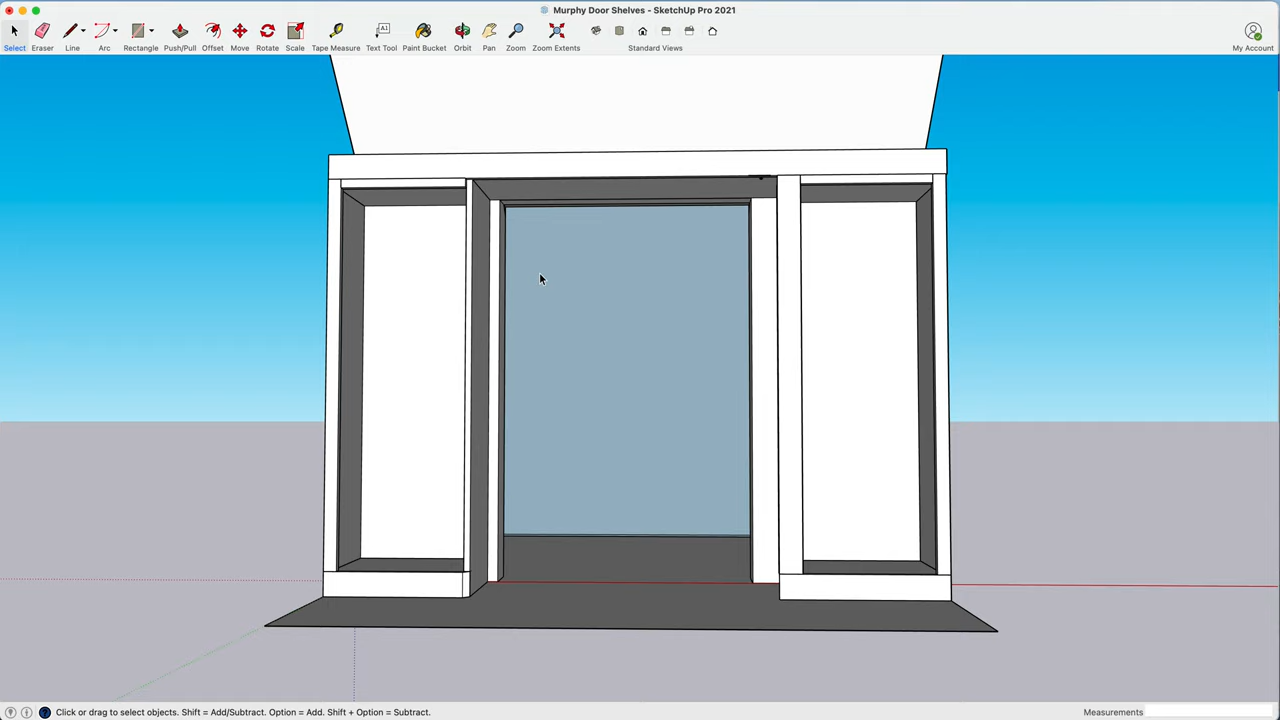 Murphy Door Shelves - SketchUp Pro 2021
Select Eraser Line Arc Rectangle Push/Pull Offset Move Rotate Scale Tape Measure Text Tool Paint Bucket Orbit Pan Zoom Zoom Extents Standard Views My Account
Click or drag to select objects. Shift = Add/Subtract. Option = Add. Shift + Option = Subtract. Measurements